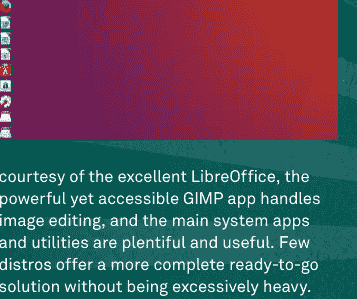 courtesy of the excellent LibreOffice, the
powerful yet accessible GIMP app handles
image editing, and the main system apps
and utilities are plentiful and useful. Few
distros offer a more complete ready-to-go
solution without being excessively heavy.